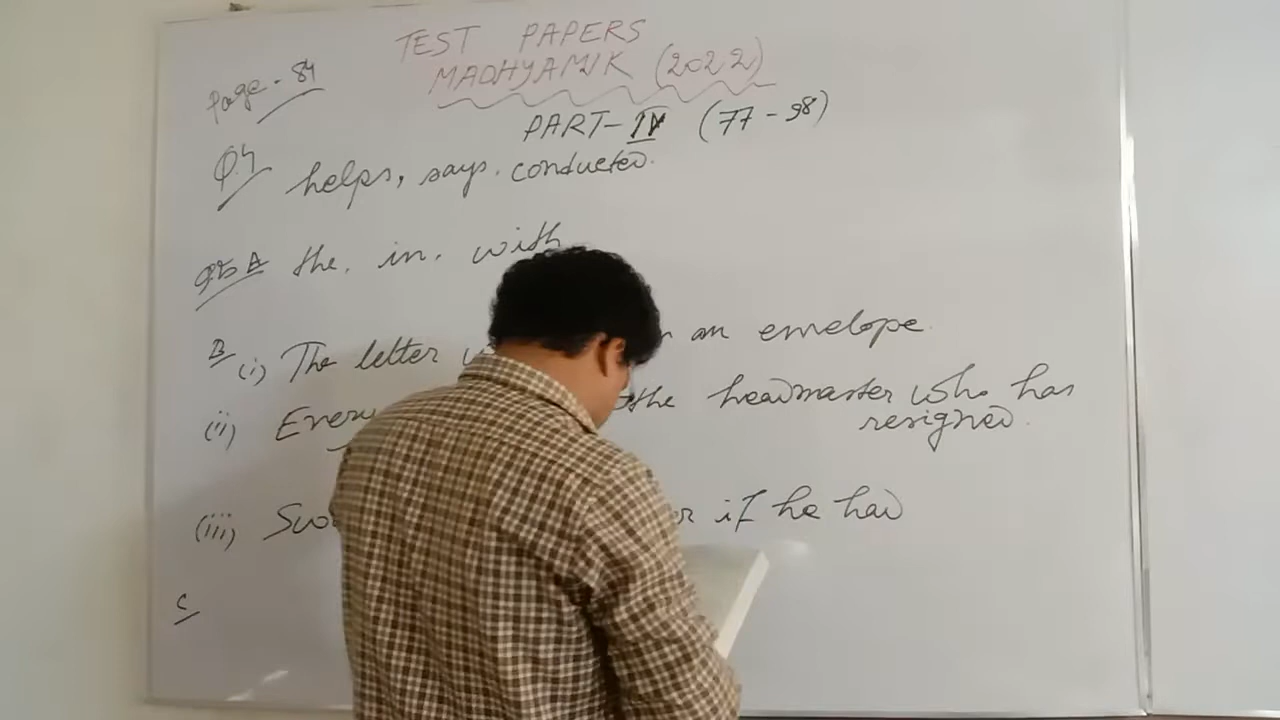 TEST PAPERS
MADHYAMIK (2022)
Page - 84
PART-IV (77-98)
Q.4 helps, says, conducted.
Q5 A the, in, with
B (i) The letter an envelope.
(ii) Every the headmaster who has
resigned.
(iii) if he had
C